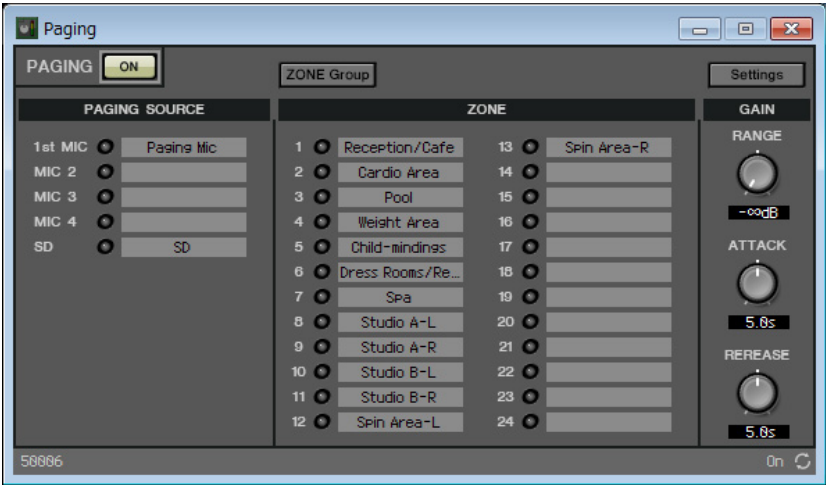 Paging
PAGING ON
ZONE Group
Settings
PAGING SOURCE
1st MIC Paging Mic
MIC 2
MIC 3
MIC 4
SD SD
ZONE
1 Reception/Cafe
2 Cardio Area
3 Pool
4 Weight Area
5 Child-mindings
6 Dress Rooms/Re...
7 Spa
8 Studio A-L
9 Studio A-R
10 Studio B-L
11 Studio B-R
12 Spin Area-L
13 Spin Area-R
14
15
16
17
18
19
20
21
22
23
24
GAIN
RANGE
-∞dB
ATTACK
5.0s
REREASE
5.0s
50006
On